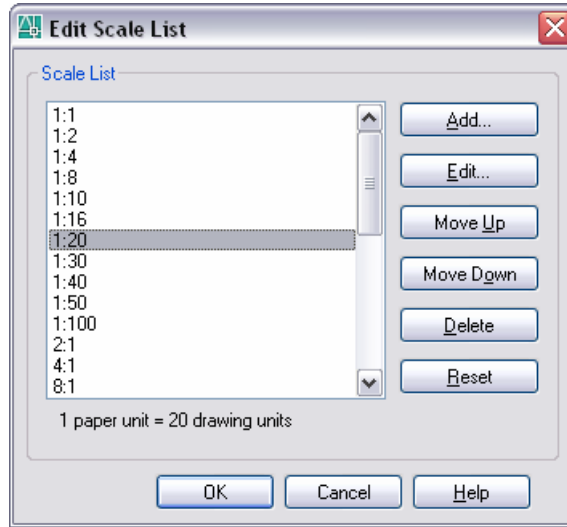 Edit Scale List
Scale List
1:1
1:2
1:4
1:8
1:10
1:16
1:20
1:30
1:40
1:50
1:100
2:1
4:1
8:1
Add...
Edit...
Move Up
Move Down
Delete
Reset
1 paper unit = 20 drawing units
OK Cancel Help